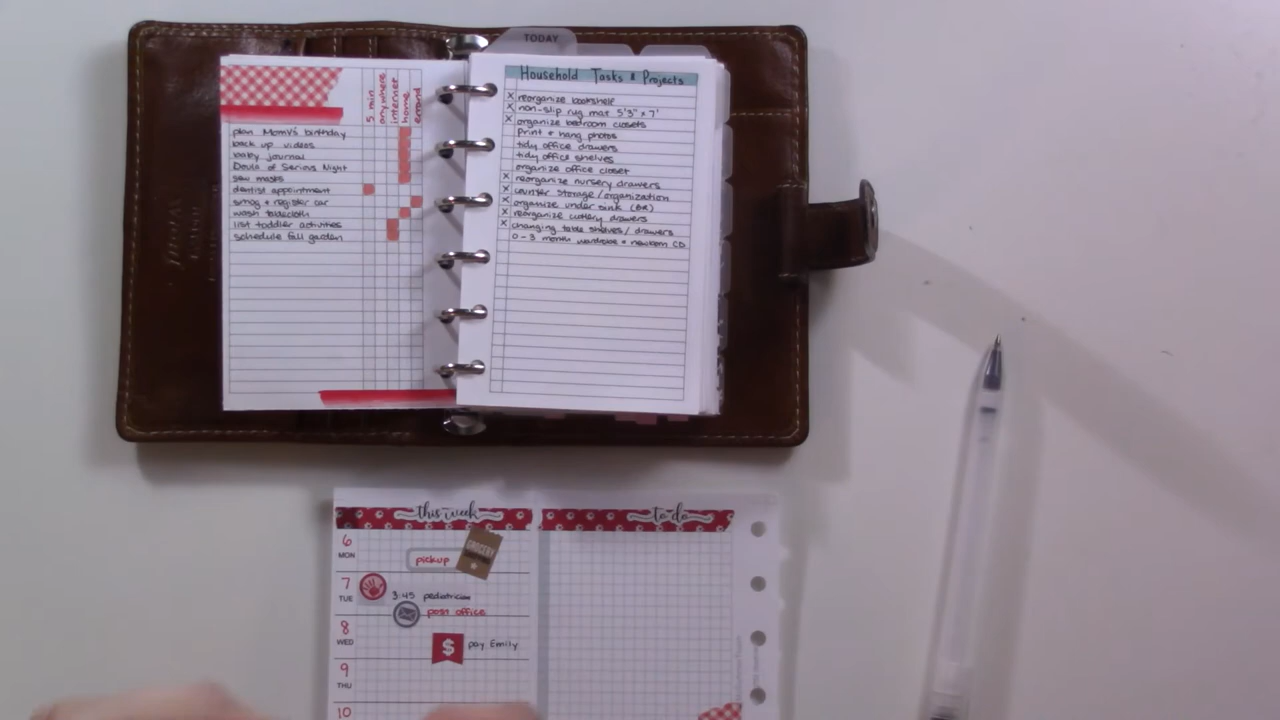 TODAY
5 min
anywhere
internet
home
errand
plan Mom's birthday
back up videos
baby journal
Doula of Serious Night
sew masks
dentist appointment
smog + register car
wash tablecloth
list toddler activities
schedule fall garden
Household Tasks & Projects
x reorganize bookshelf
x non-slip rug mat 5'3" x 7'
x organize bedroom closets
print + hang photos
tidy office drawers
tidy office shelves
organize office closet
x reorganize nursery drawers
x counter storage/organization
x organize under sink (BR)
x reorganize cutlery drawers
x changing table shelves/drawers
0-3 month wardrobe + newborn CD
this week
6
MON
pickup
GROCERY
7
TUE
3:45 pediatrician
post office
8
WED
$ pay Emily
9
THU
10
to do